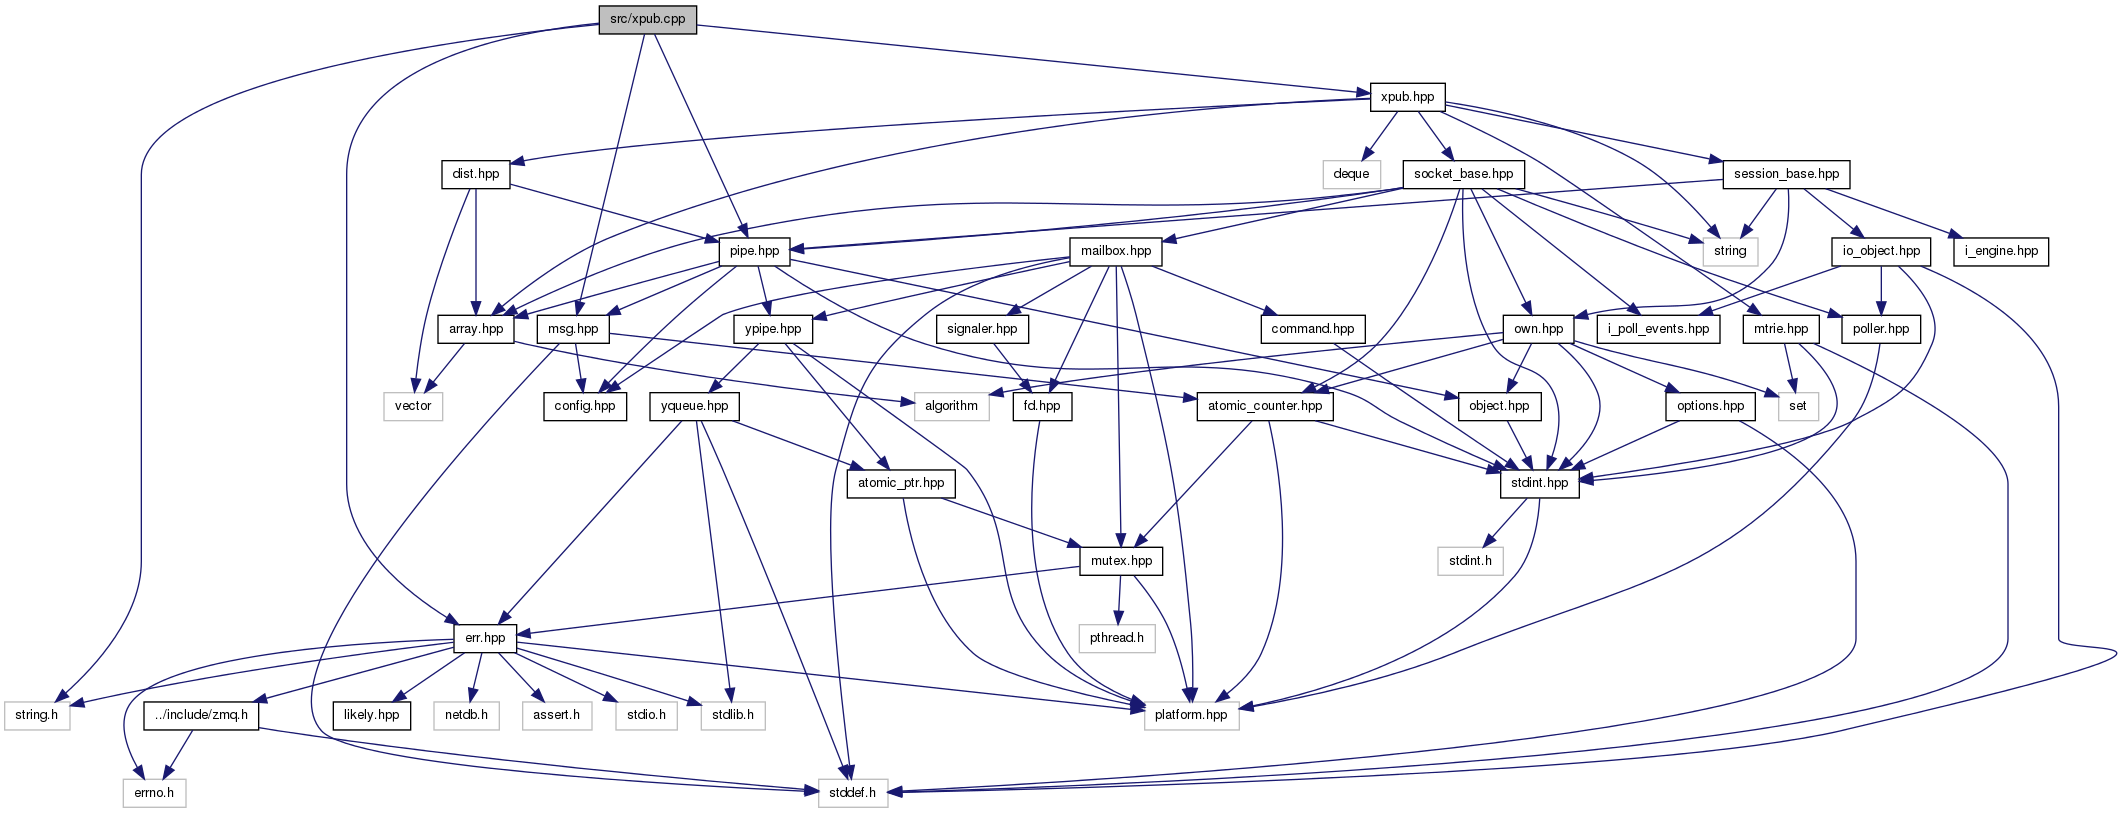 src/xpub.cpp
xpub.hpp
dist.hpp
deque
socket_base.hpp
session_base.hpp
pipe.hpp
mailbox.hpp
string
io_object.hpp
i_engine.hpp
array.hpp
msg.hpp
ypipe.hpp
signaler.hpp
command.hpp
own.hpp
i_poll_events.hpp
mtrie.hpp
poller.hpp
vector
config.hpp
yqueue.hpp
algorithm
fd.hpp
atomic_counter.hpp
object.hpp
options.hpp
set
atomic_ptr.hpp
stdint.hpp
mutex.hpp
stdint.h
err.hpp
pthread.h
string.h
../include/zmq.h
likely.hpp
netdb.h
assert.h
stdio.h
stdlib.h
platform.hpp
errno.h
stddef.h